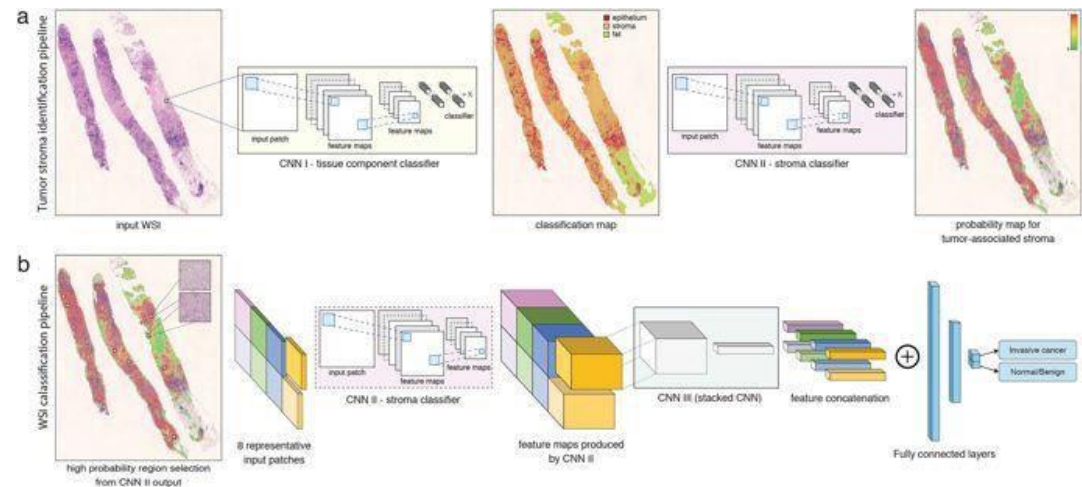 a
Tumor stroma identification pipeline
input WSI
input patch
feature maps
feature maps
classifier
CNN I - tissue component classifier
epithelium
stroma
fat
classification map
input patch
feature maps
feature maps
classifier
CNN II - stroma classifier
probability map for
tumor-associated stroma
b
WSI calassification pipeline
high probability region selection
from CNN II output
8 representative
input patches
input patch
feature maps
feature maps
CNN II - stroma classifier
feature maps produced
by CNN II
CNN III (stacked CNN)
feature concatenation
Fully connected layers
Invasive cancer
Normal/Benign